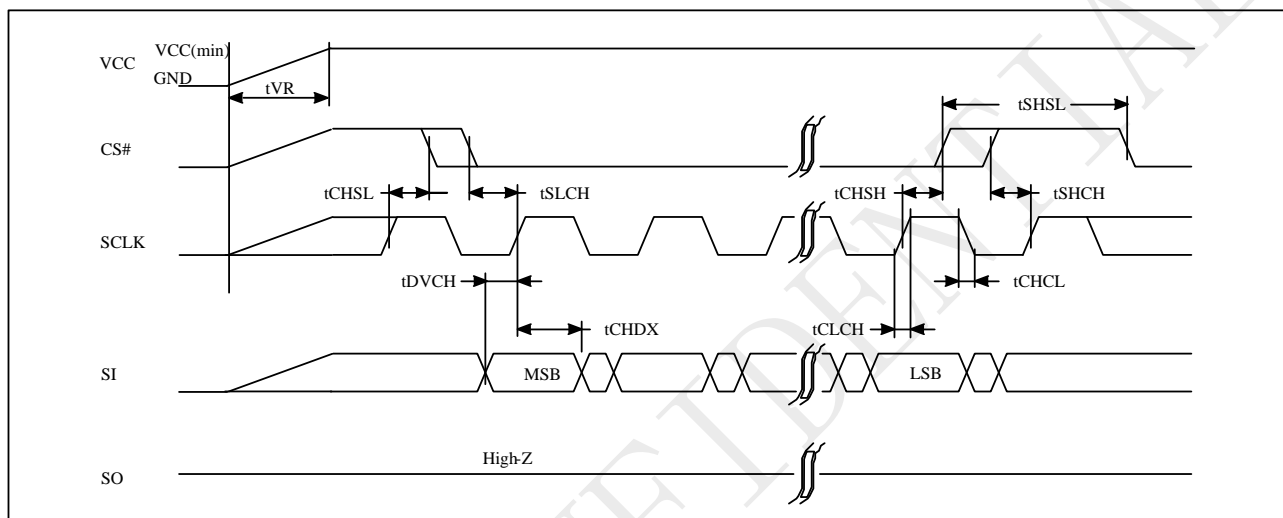 VCC(min)
VCC
GND
tVR
tSHSL
CS#
tCHSL
tSLCH
tCHSH
tSHCH
SCLK
tDVCH
tCHCL
tCHDX
tCLCH
SI
MSB
LSB
High-Z
SO